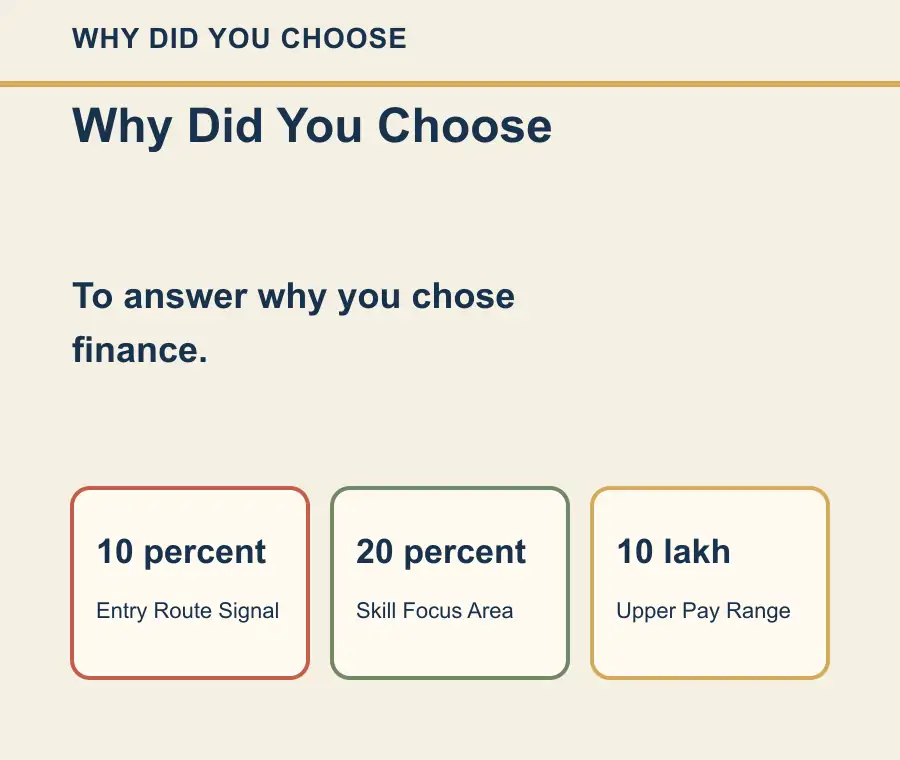 WHY DID YOU CHOOSE
Why Did You Choose
To answer why you chose
finance.
10 percent
Entry Route Signal
20 percent
Skill Focus Area
10 lakh
Upper Pay Range